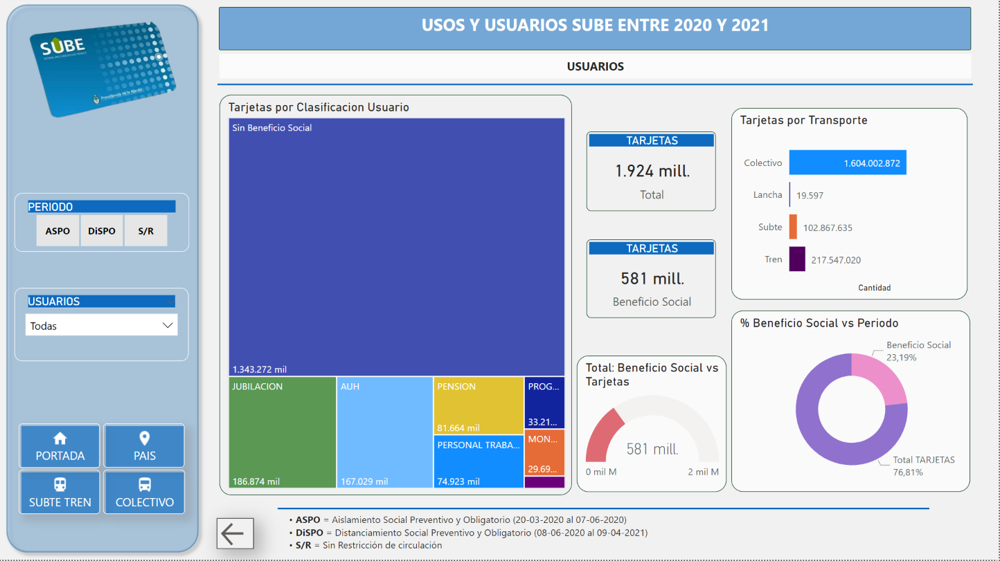 SUBE
Presidencia de la Nación
PERIODO
ASPO DiSPO S/R
USUARIOS
Todas
PORTADA PAIS
SUBTE TREN COLECTIVO
USOS Y USUARIOS SUBE ENTRE 2020 Y 2021
USUARIOS
Tarjetas por Clasificacion Usuario
Sin Beneficio Social
1.343.272 mil
JUBILACION
186.874 mil
AUH
167.029 mil
PENSION
81.664 mil
PERSONAL TRABA...
74.923 mil
PROG...
33.21...
MON...
29.69...
TARJETAS
1.924 mill.
Total
TARJETAS
581 mill.
Beneficio Social
Total: Beneficio Social vs
Tarjetas
581 mill.
0 mil M 2 mil M
Tarjetas por Transporte
Colectivo 1.604.002.872
Lancha 19.597
Subte 102.867.635
Tren 217.547.020
Cantidad
% Beneficio Social vs Periodo
Beneficio Social
23,19%
Total TARJETAS
76,81%
• ASPO = Aislamiento Social Preventivo y Obligatorio (20-03-2020 al 07-06-2020)
• DiSPO = Distanciamiento Social Preventivo y Obligatorio (08-06-2020 al 09-04-2021)
• S/R = Sin Restricción de circulación